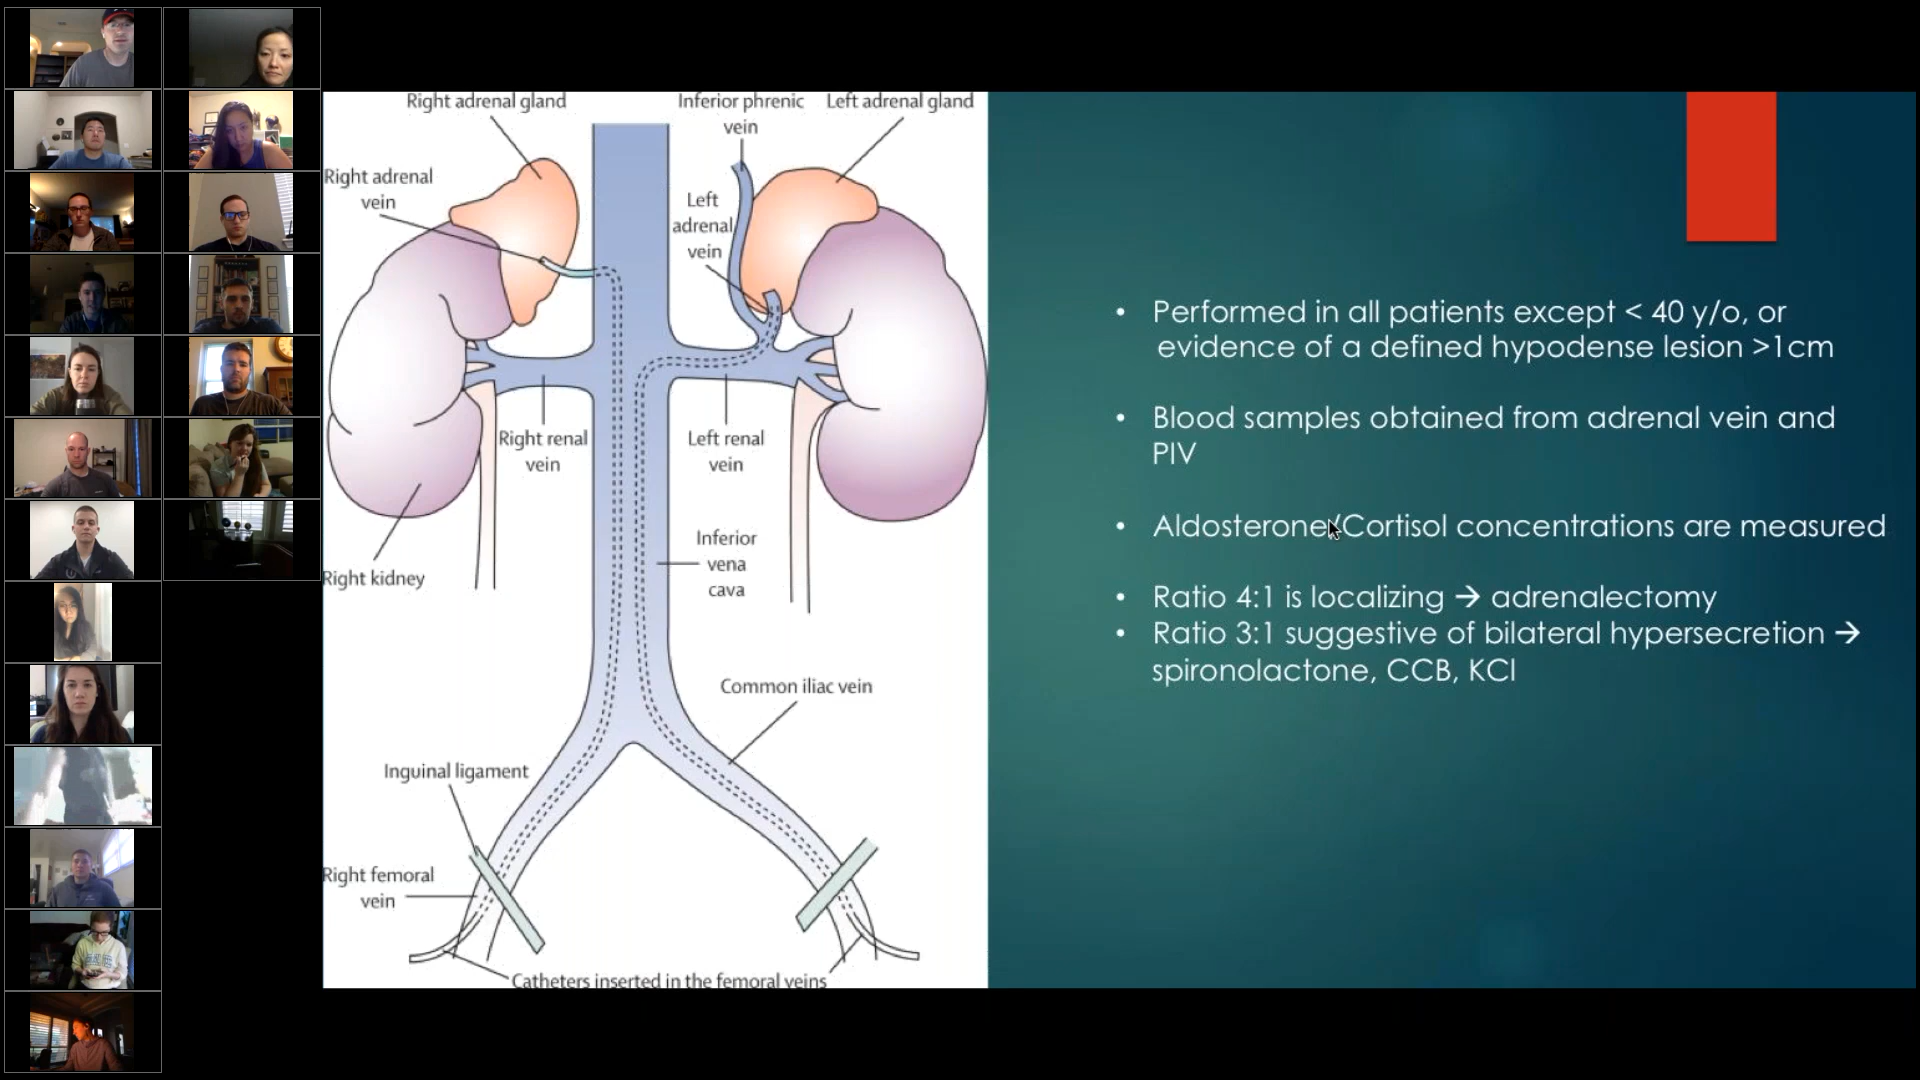 Right adrenal gland
Inferior phrenic
vein
Left adrenal gland
Right adrenal
vein
Left
adrenal
vein
Right renal
vein
Left renal
vein
Inferior
vena
cava
Right kidney
Common iliac vein
Inguinal ligament
Right femoral
vein
Catheters inserted in the femoral veins
• Performed in all patients except < 40 y/o, or
evidence of a defined hypodense lesion >1cm
• Blood samples obtained from adrenal vein and
PIV
• Aldosterone/Cortisol concentrations are measured
• Ratio 4:1 is localizing → adrenalectomy
• Ratio 3:1 suggestive of bilateral hypersecretion →
spironolactone, CCB, KCl